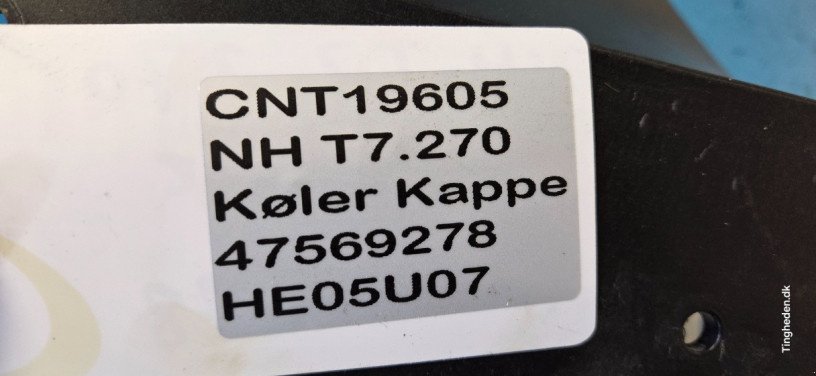 CNT19605
NH T7.270
Køler Kappe
47569278
HE05U07
Tingheden.dk